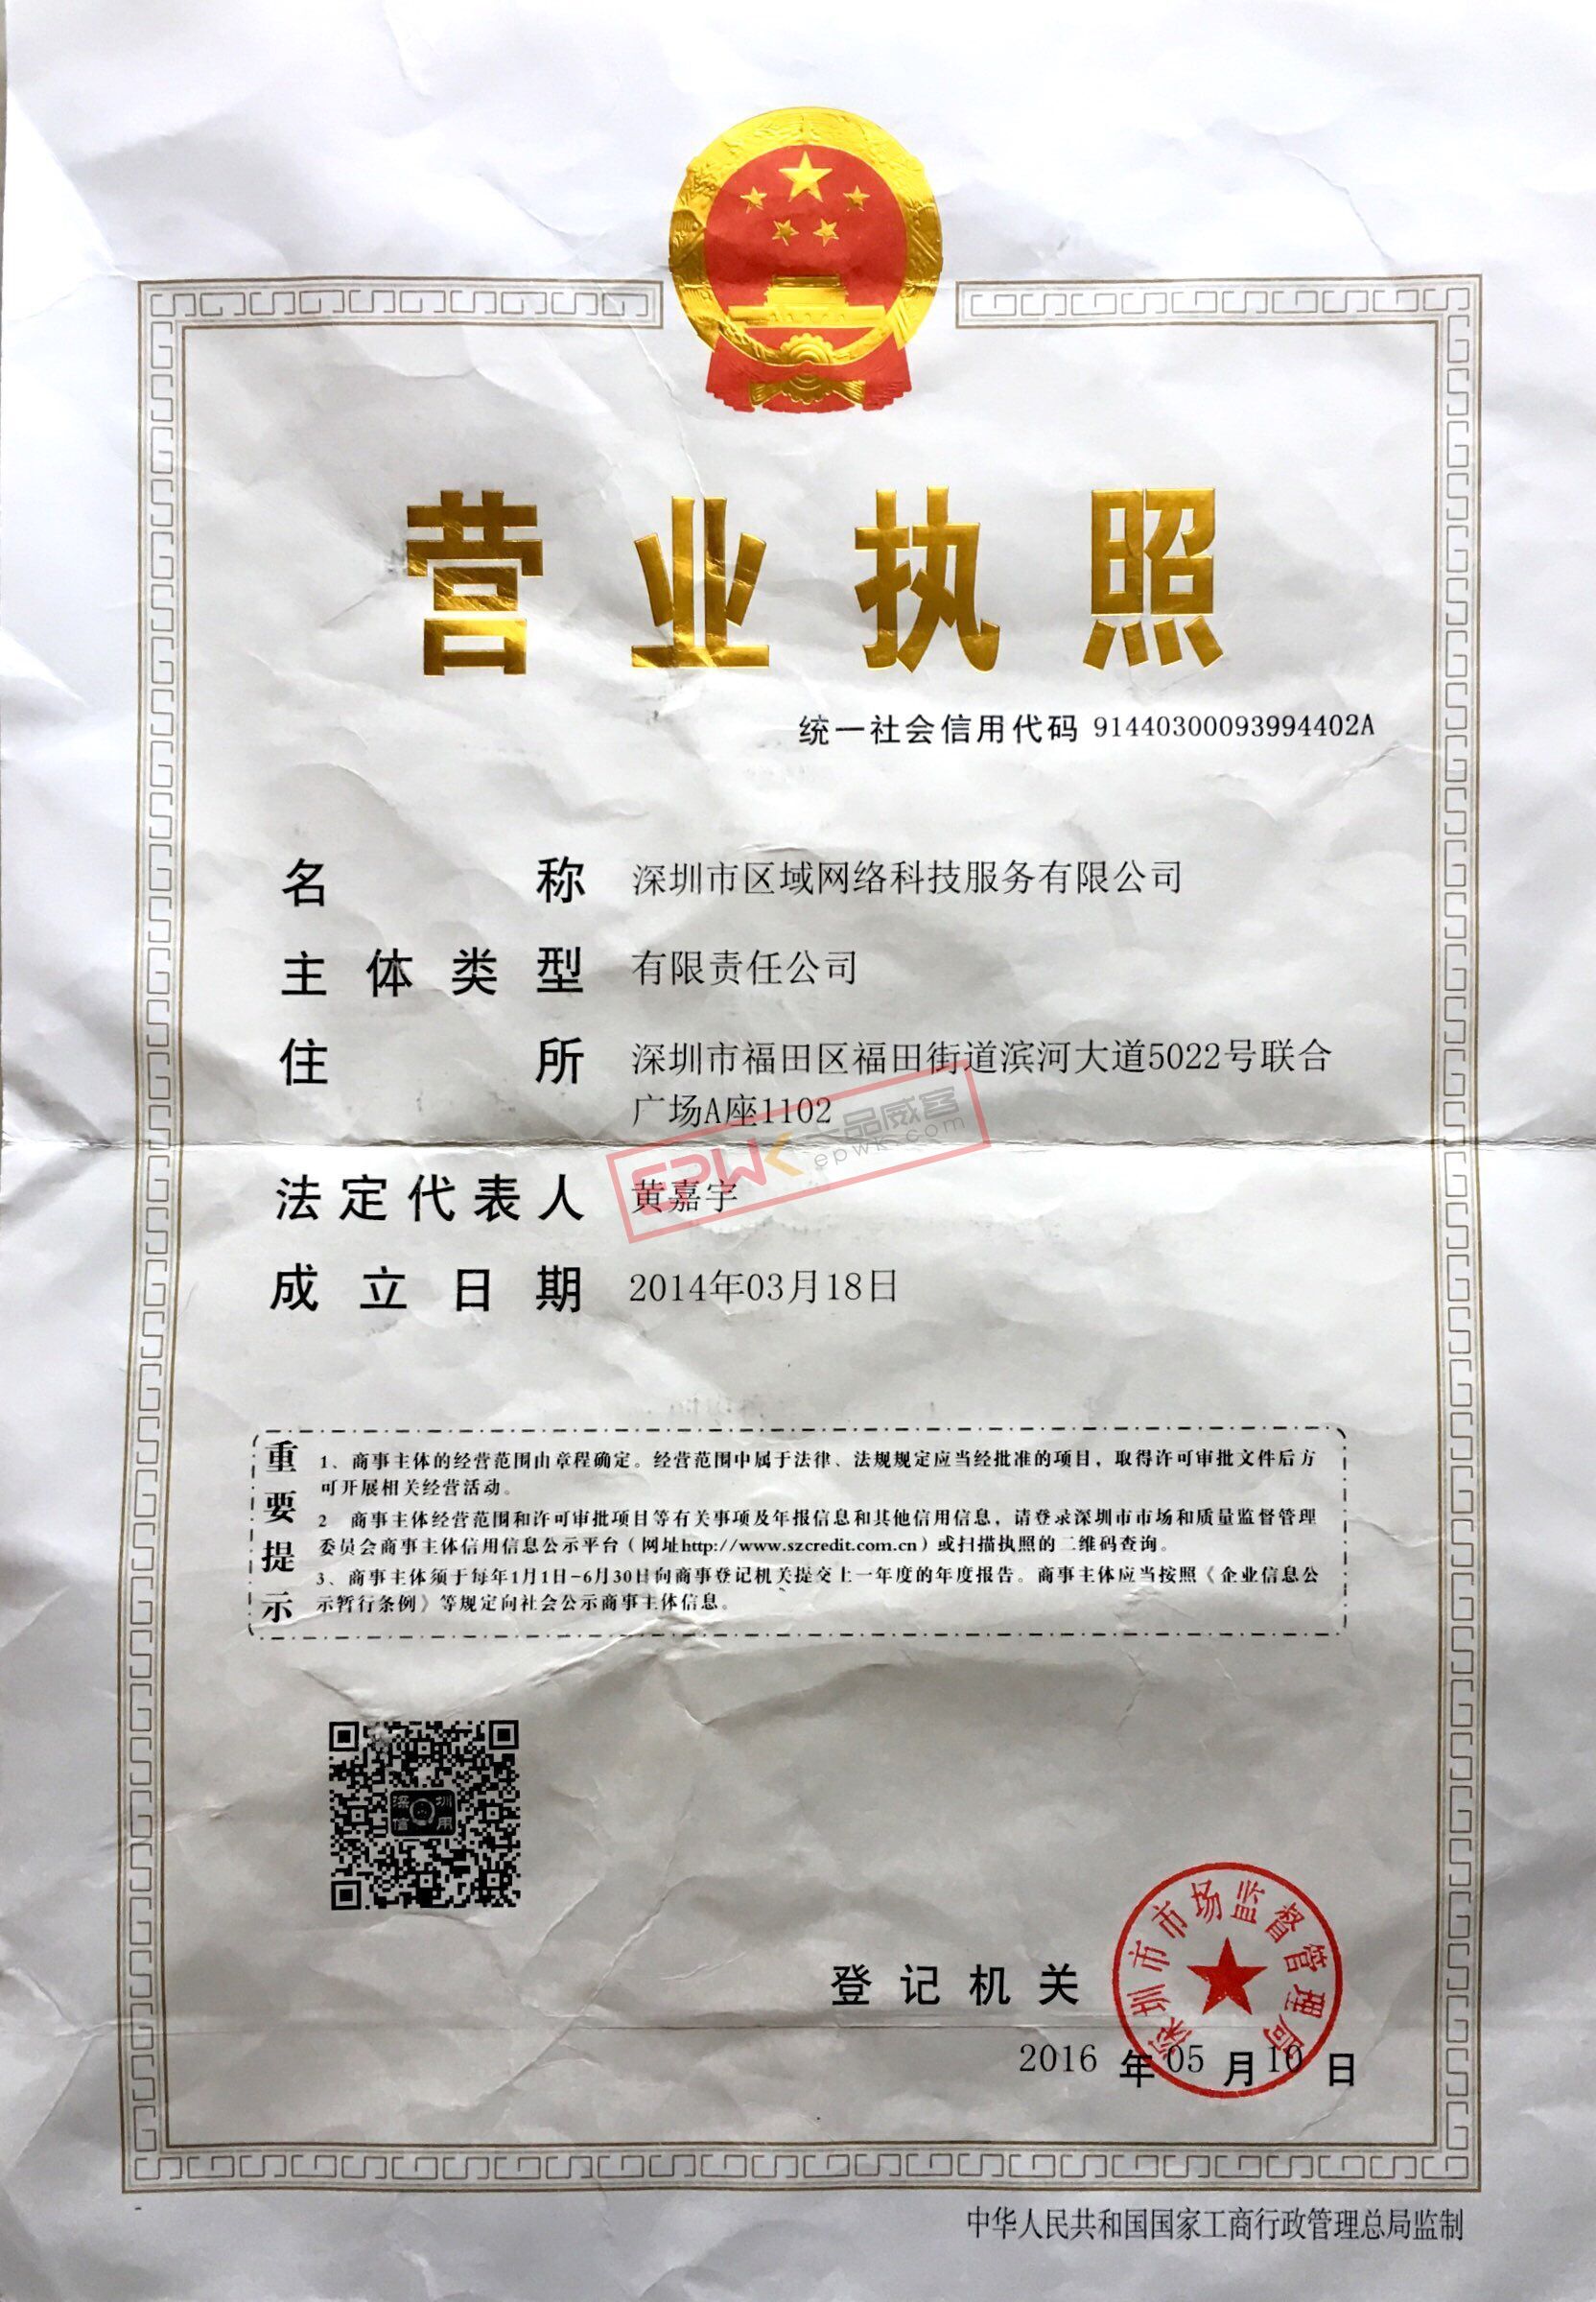 营业执照
统一社会信用代码 91440300093994402A
名称 深圳市区域网络科技服务有限公司
主体类型 有限责任公司
住所 深圳市福田区福田街道滨河大道5022号联合
广场A座1102
一品威客
EPWK epwk.com
法定代表人 黄嘉宇
成立日期 2014年03月18日
重要提示
1、商事主体的经营范围由章程确定。经营范围中属于法律、法规规定应当经批准的项目，取得许可审批文件后方
可开展相关经营活动。
2 商事主体经营范围和许可审批项目等有关事项及年报信息和其他信用信息，请登录深圳市市场和质量监督管理
委员会商事主体信用信息公示平台（网址http://www.szcredit.com.cn）或扫描执照的二维码查询。
3、商事主体须于每年1月1日-6月30日向商事登记机关提交上一年度的年度报告。商事主体应当按照《企业信息公
示暂行条例》等规定向社会公示商事主体信息。
深圳
信用
登记机关
深圳市市场监督管理局
2016 年 05 月 10 日
中华人民共和国国家工商行政管理总局监制